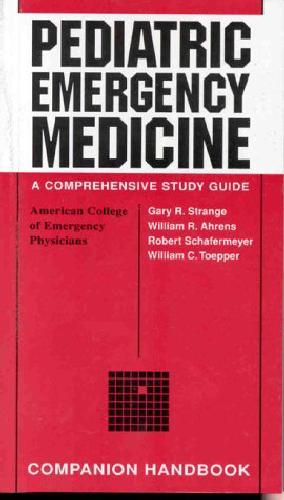 PEDIATRIC
EMERGENCY
MEDICINE
A COMPREHENSIVE STUDY GUIDE
American College
of Emergency
Physicians
Gary R. Strange
William R. Ahrens
Robert Schafermeyer
William C. Toepper
COMPANION HANDBOOK